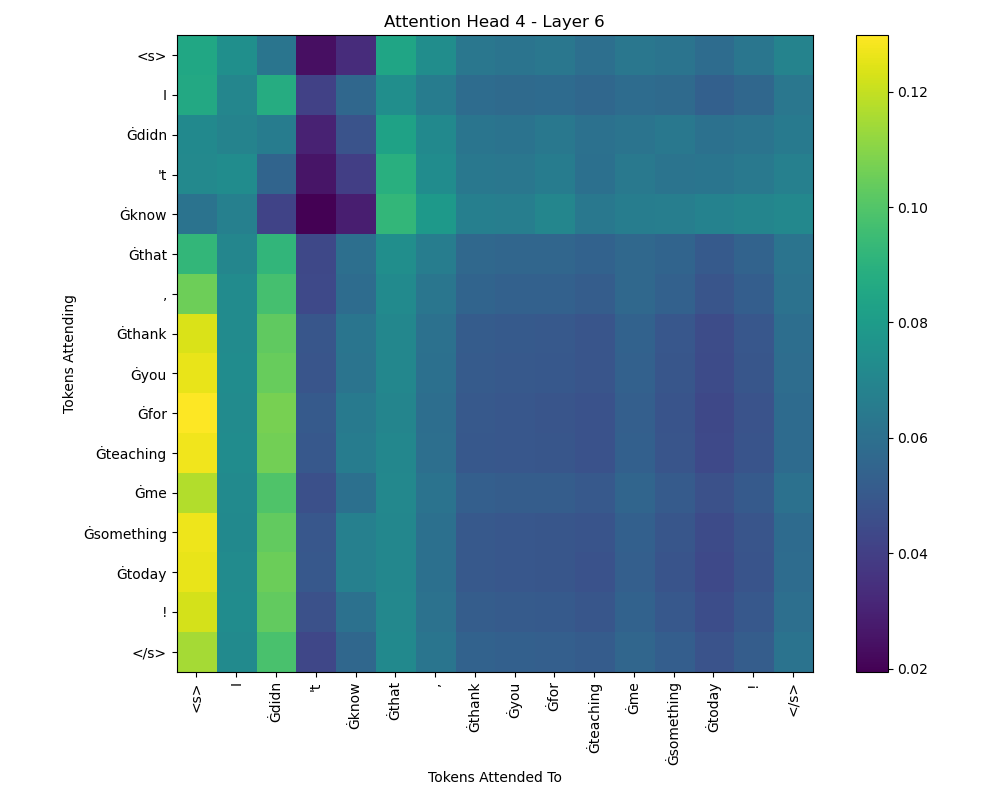 Attention Head 4 - Layer 6
<s>
I
Ġdidn
't
Ġknow
Ġthat
,
Ġthank
Ġyou
Ġfor
Ġteaching
Ġme
Ġsomething
Ġtoday
!
</s>
Tokens Attending
<s>
I
Ġdidn
't
Ġknow
Ġthat
,
Ġthank
Ġyou
Ġfor
Ġteaching
Ġme
Ġsomething
Ġtoday
!
</s>
Tokens Attended To
0.12
0.10
0.08
0.06
0.04
0.02